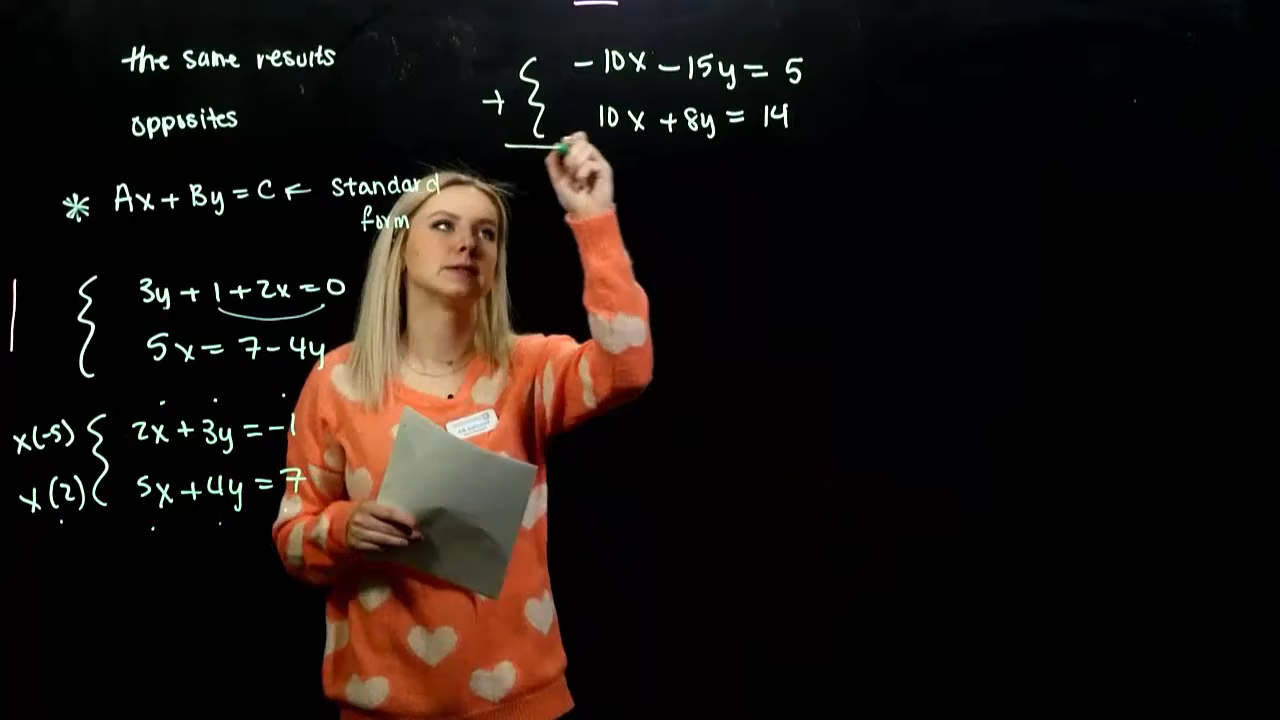 the same results
opposites
* Ax + By = C ← standard
form
{ 3y + 1 + 2x = 0
5x = 7 - 4y
x(-5) { 2x + 3y = -1
x(2) 5x + 4y = 7
+ { -10x - 15y = 5
10x + 8y = 14